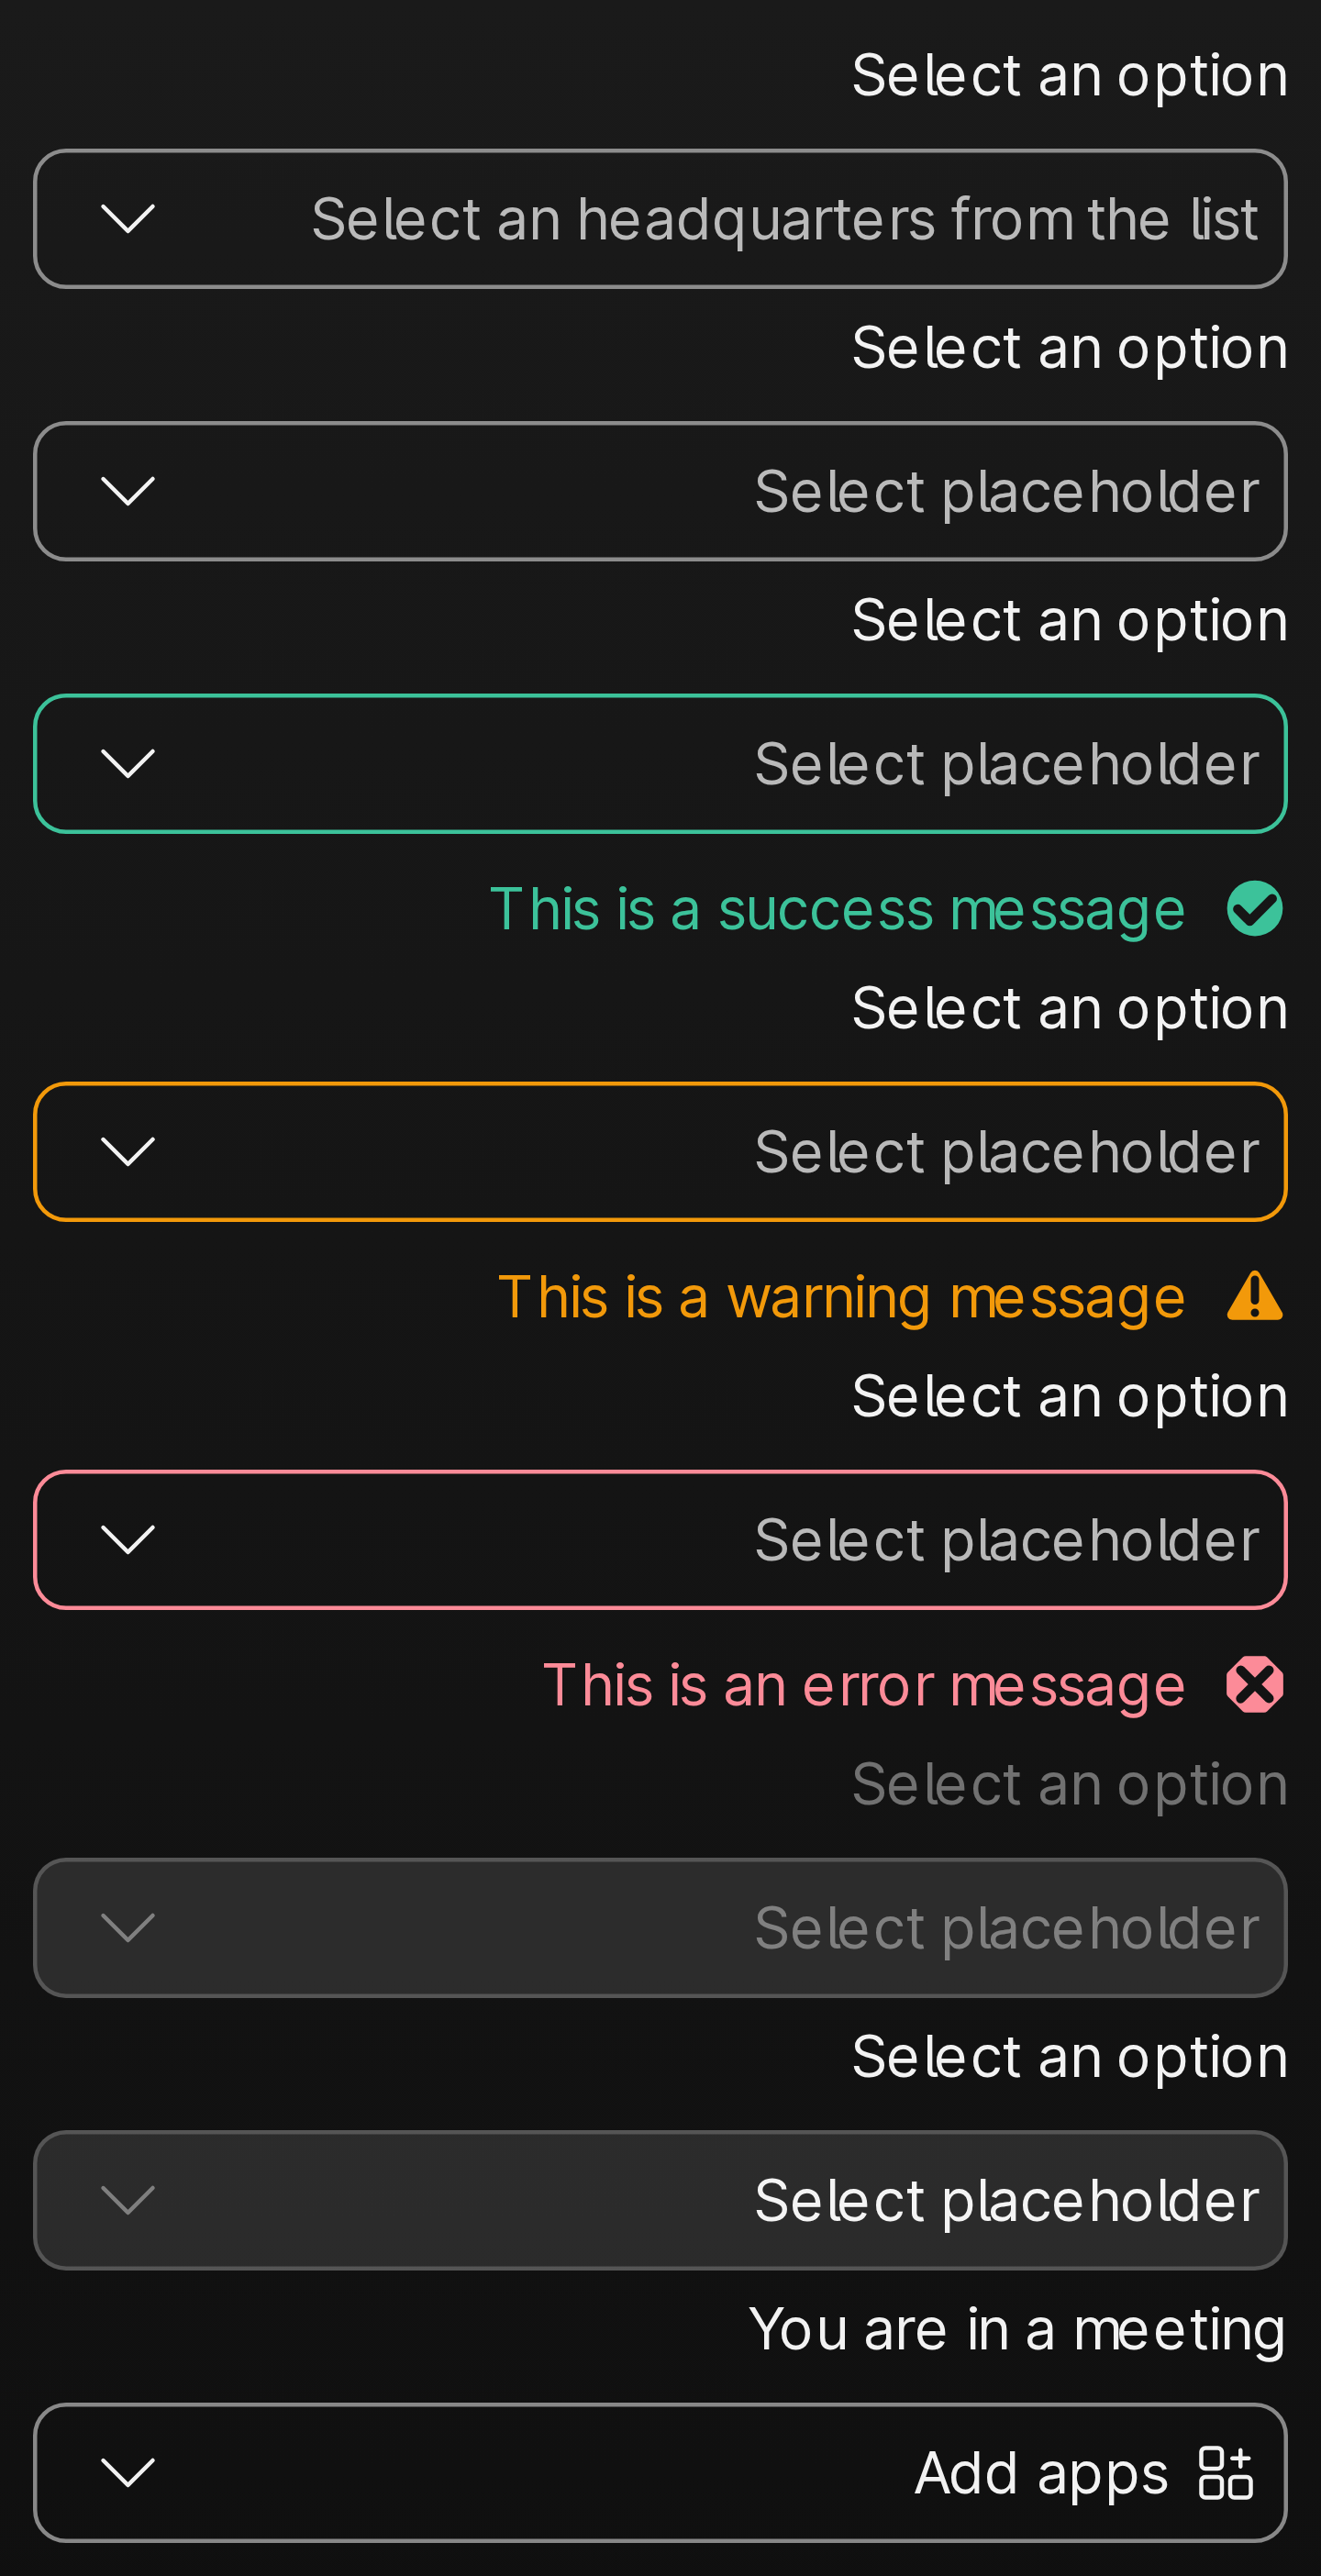 Select an option
Select an headquarters from the list
Select an option
Select placeholder
Select an option
Select placeholder
This is a success message
Select an option
Select placeholder
This is a warning message
Select an option
Select placeholder
This is an error message
Select an option
Select placeholder
Select an option
Select placeholder
You are in a meeting
Add apps